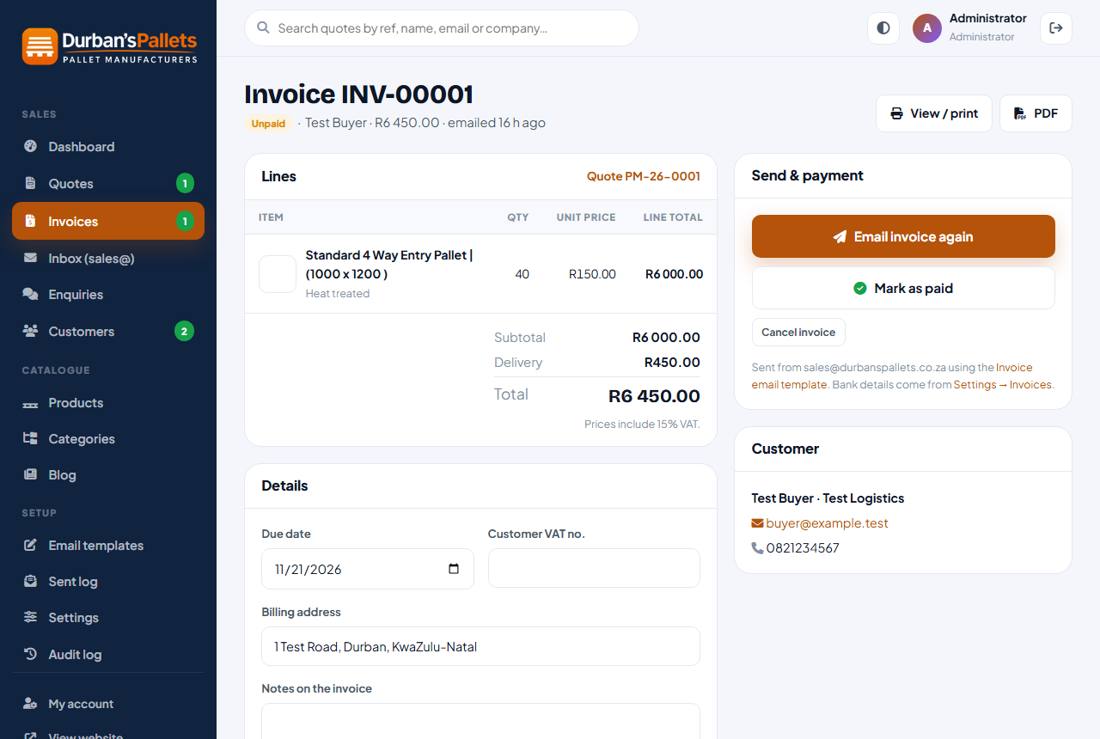 Durban'sPallets
PALLET MANUFACTURERS
SALES
Dashboard
Quotes 1
Invoices 1
Inbox (sales@)
Enquiries
Customers 2
CATALOGUE
Products
Categories
Blog
SETUP
Email templates
Sent log
Settings
Audit log
My account
View website
Search quotes by ref, name, email or company...
A
Administrator
Administrator
Invoice INV-00001
Unpaid · Test Buyer · R6 450.00 · emailed 16 h ago
View / print
PDF
Lines
Quote PM-26-0001
ITEM QTY UNIT PRICE LINE TOTAL
Standard 4 Way Entry Pallet |
(1000 x 1200 ) 40 R150.00 R6 000.00
Heat treated
Subtotal R6 000.00
Delivery R450.00
Total R6 450.00
Prices include 15% VAT.
Details
Due date Customer VAT no.
11/21/2026
Billing address
1 Test Road, Durban, KwaZulu-Natal
Notes on the invoice
Send & payment
Email invoice again
Mark as paid
Cancel invoice
Sent from sales@durbanspallets.co.za using the Invoice
email template. Bank details come from Settings → Invoices.
Customer
Test Buyer · Test Logistics
buyer@example.test
0821234567